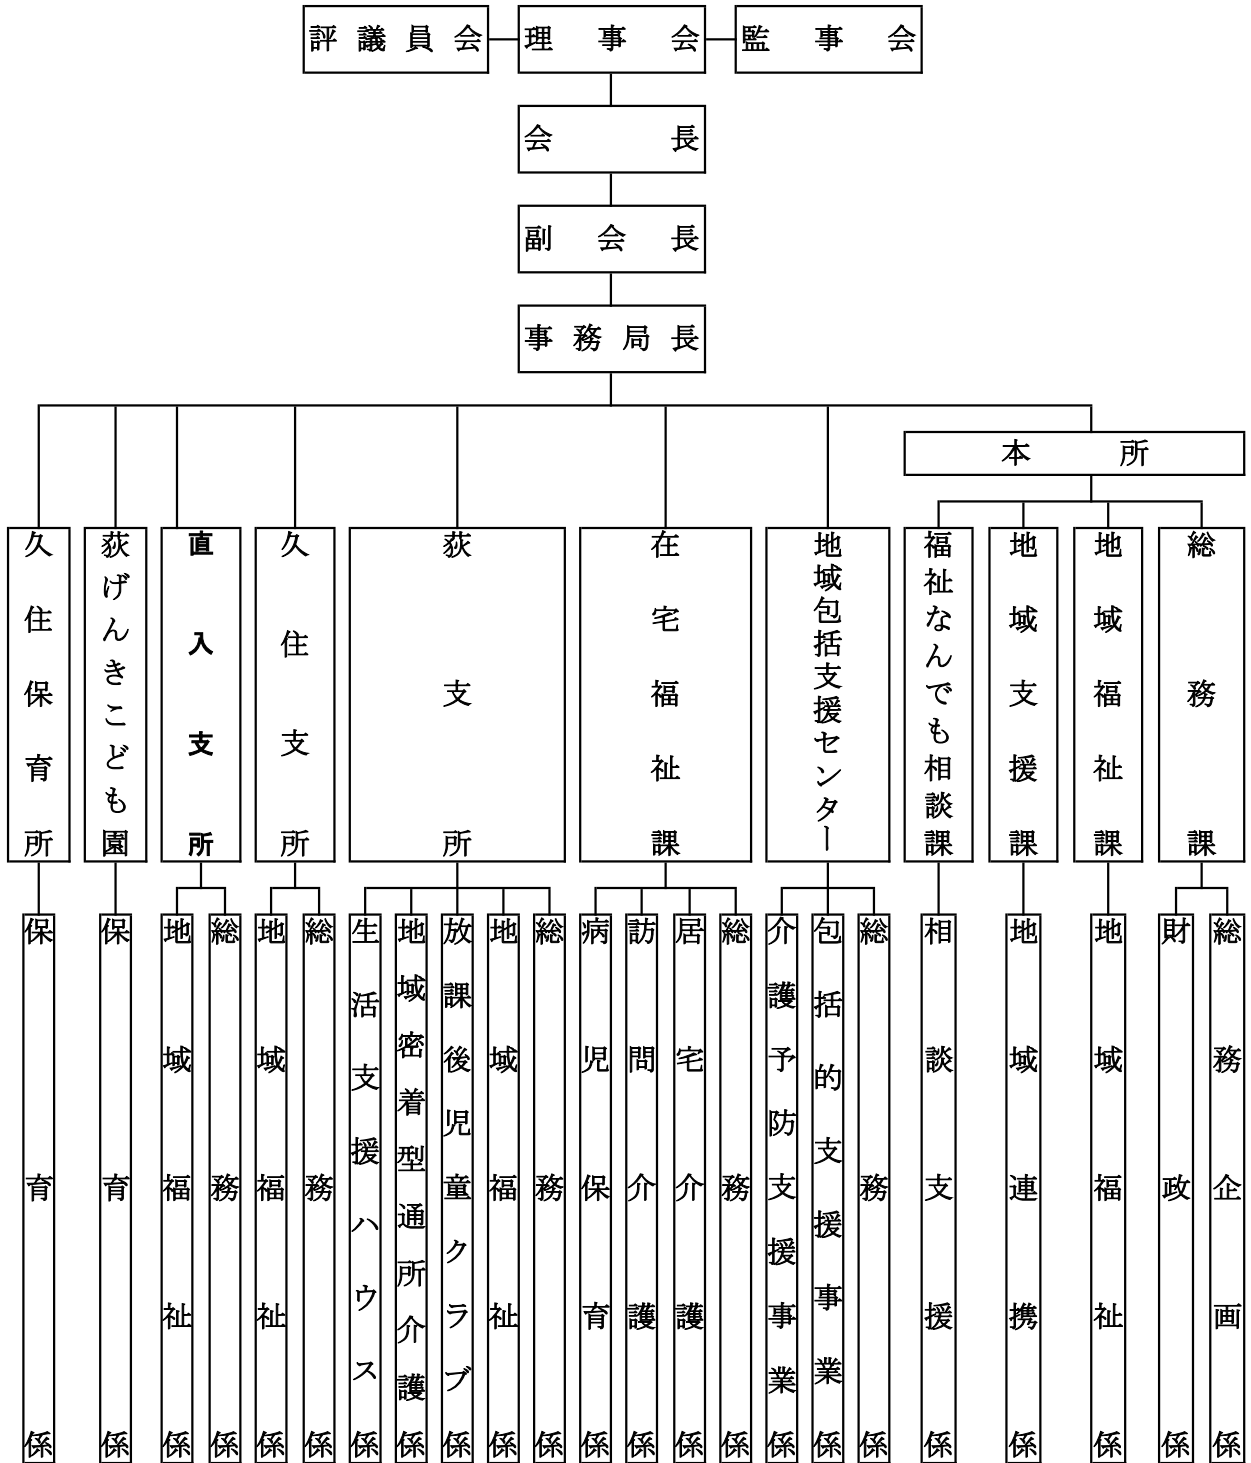 評議員会
理事会
監事会
会長
副会長
事務局長
本所
久住保育所
荻げんきこども園
直入支所
久住支所
荻支所
在宅福祉課
地域包括支援センター
福祉なんでも相談課
地域支援課
地域福祉課
総務課
保育係
保育係
地域福祉係
総務係
地域福祉係
総務係
生活支援ハウス係
地域密着型通所介護係
放課後児童クラブ係
地域福祉係
総務係
病児保育係
訪問介護係
居宅介護係
総務係
介護予防支援事業係
包括的支援事業係
総務係
相談支援係
地域連携係
地域福祉係
財政係
総務企画係